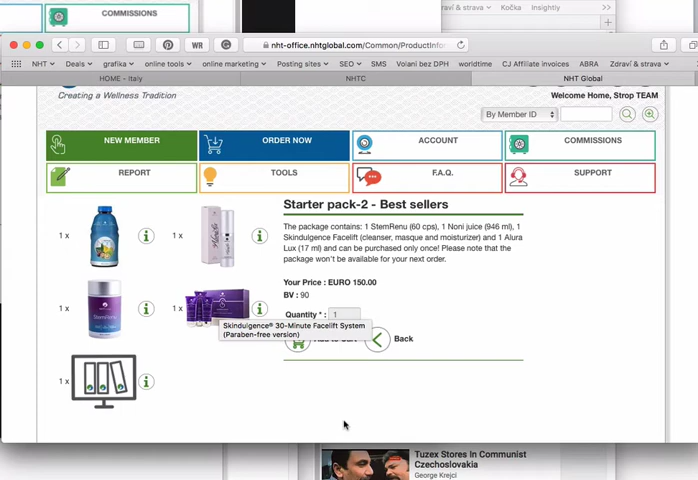 COMMISSIONS
raví & strava
Kočka
Insightly
nht-office.nhtglobal.com/Common/ProductInfo
NHT
Deals
grafika
online tools
online marketing
Posting sites
SEO
SMS
Volani bez DPH
worldtime
CJ Affiliate invoices
ABRA
Zdraví & strava
HOME - Italy
NHTC
NHT Global
Creating a Wellness Tradition
Welcome Home, Strop TEAM
By Member ID
NEW MEMBER
ORDER NOW
ACCOUNT
COMMISSIONS
REPORT
TOOLS
F.A.Q.
SUPPORT
Starter pack-2 - Best sellers
The package contains: 1 StemRenu (60 cps), 1 Noni juice (946 ml), 1
Skindulgence Facelift (cleanser, masque and moisturizer) and 1 Alura
Lux (17 ml) and can be purchased only once! Please note that the
package won't be available for your next order.
Your Price : EURO 150.00
BV : 90
Quantity * : 1
Back
1 x
1 x
1 x
1 x
Skindulgence® 30-Minute Facelift System
(Paraben-free version)
1 x
Tuzex Stores In Communist
Czechoslovakia
George Krejci